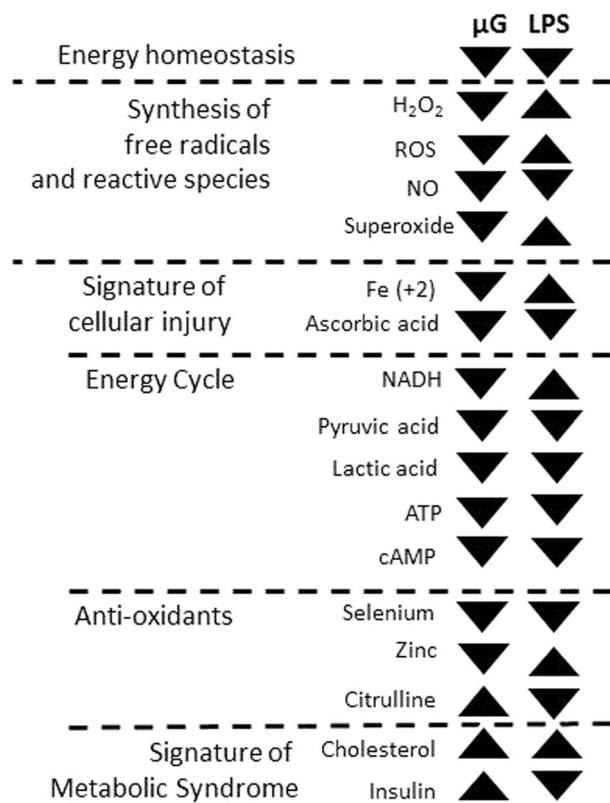 µG LPS
Energy homeostasis
Synthesis of
free radicals
and reactive species
H₂O₂
ROS
NO
Superoxide
Signature of
cellular injury
Fe (+2)
Ascorbic acid
Energy Cycle
NADH
Pyruvic acid
Lactic acid
ATP
cAMP
Anti-oxidants
Selenium
Zinc
Citrulline
Signature of
Metabolic Syndrome
Cholesterol
Insulin